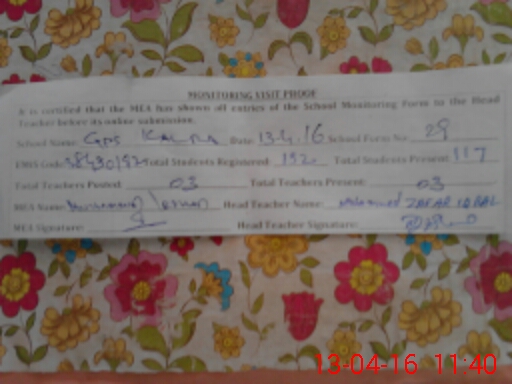 MONITORING VISIT PROOF
It is certified that the MEA has shown all entries of the School Monitoring Form to the Head
Teacher before its online submission.
School Name: GPS Date: 13.4.16 School Form No: 29
EMIS Code: Total Students Registered Total Students Present: 117
Total Teachers Posted: 03 Total Teachers Present: 03
MEA Name: Muhammad Head Teacher Name: Mohammad ZAFAR IQBAL
MEA Signature: Head Teacher Signature:
13-04-16 11:40